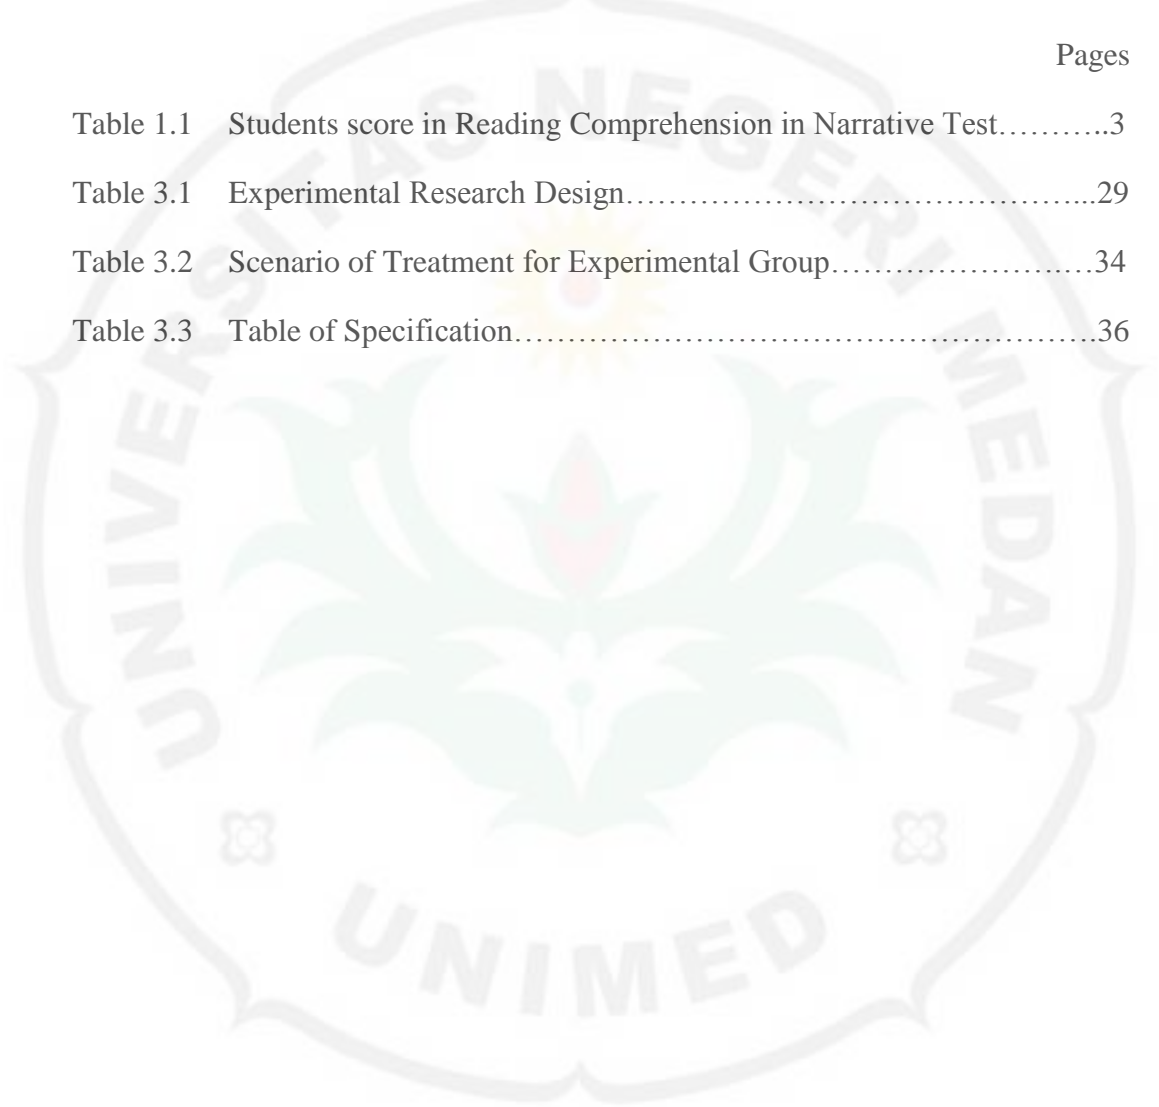 Pages
Table 1.1 Students score in Reading Comprehension in Narrative Test………..3
Table 3.1 Experimental Research Design……………………………………...29
Table 3.2 Scenario of Treatment for Experimental Group………………….…34
Table 3.3 Table of Specification……………………………………………….36
UNIVERSITAS NEGERI MEDAN
UNIMED